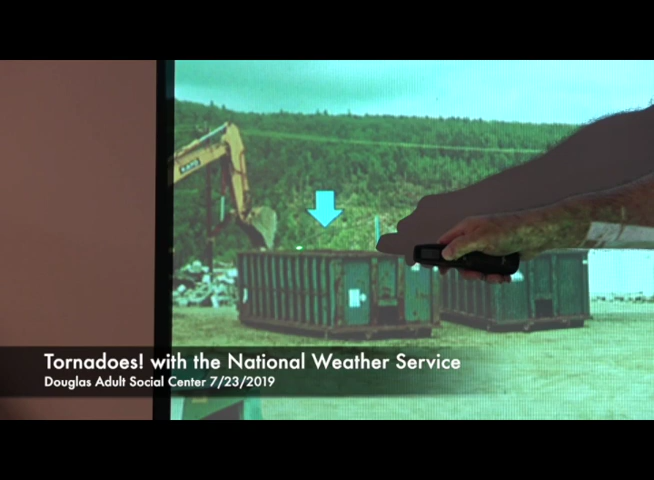 Tornadoes! with the National Weather Service
Douglas Adult Social Center 7/23/2019